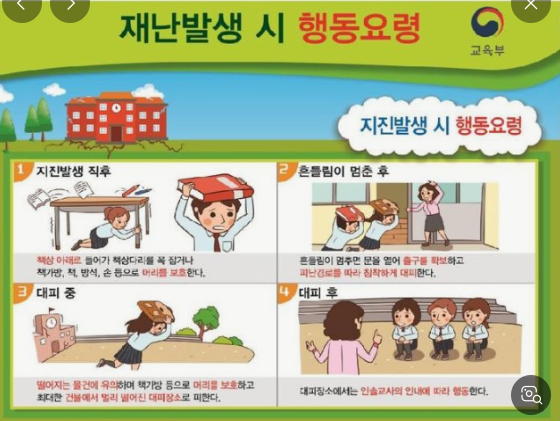 재난발생 시 행동요령
교육부
지진발생 시 행동요령
1 지진발생 직후
책상 아래로 들어가 책상다리를 꼭 잡거나
책가방, 책, 방석, 손 등으로 머리를 보호한다.
2 흔들림이 멈춘 후
흔들림이 멈추면 문을 열어 출구를 확보하고
피난경로를 따라 침착하게 대피한다.
3 대피 중
떨어지는 물건에 유의하며 책가방 등으로 머리를 보호하고
최대한 건물에서 멀리 떨어진 대피장소로 피한다.
4 대피 후
대피장소에서는 인솔교사의 안내에 따라 행동한다.